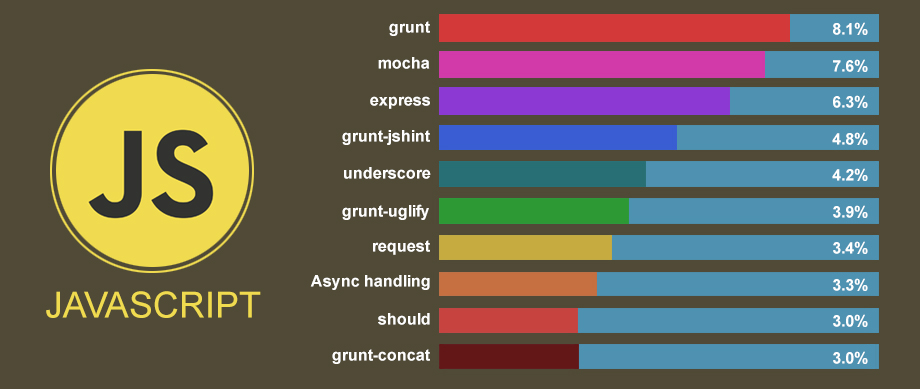 JS
JAVASCRIPT
grunt 8.1%
mocha 7.6%
express 6.3%
grunt-jshint 4.8%
underscore 4.2%
grunt-uglify 3.9%
request 3.4%
Async handling 3.3%
should 3.0%
grunt-concat 3.0%